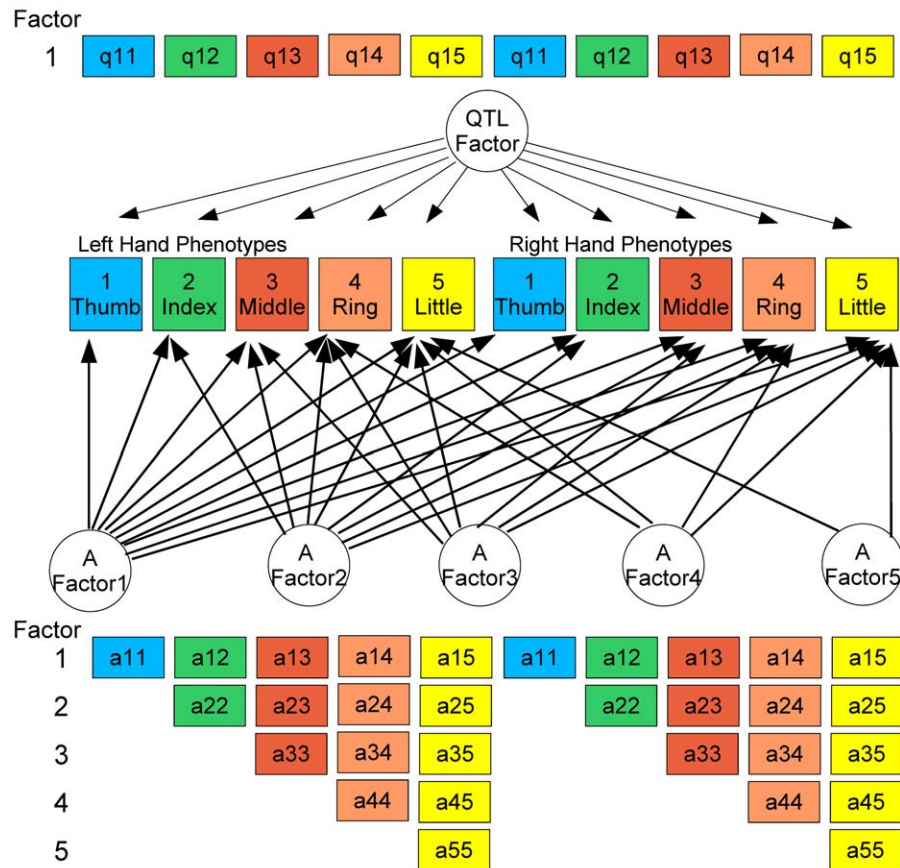 Factor
1 q11 q12 q13 q14 q15 q11 q12 q13 q14 q15
QTL
Factor
Left Hand Phenotypes Right Hand Phenotypes
1 2 3 4 5 1 2 3 4 5
Thumb Index Middle Ring Little Thumb Index Middle Ring Little
A A A A A
Factor1 Factor2 Factor3 Factor4 Factor5
Factor
1 a11 a12 a13 a14 a15 a11 a12 a13 a14 a15
2 a22 a23 a24 a25 a22 a23 a24 a25
3 a33 a34 a35 a33 a34 a35
4 a44 a45 a44 a45
5 a55 a55